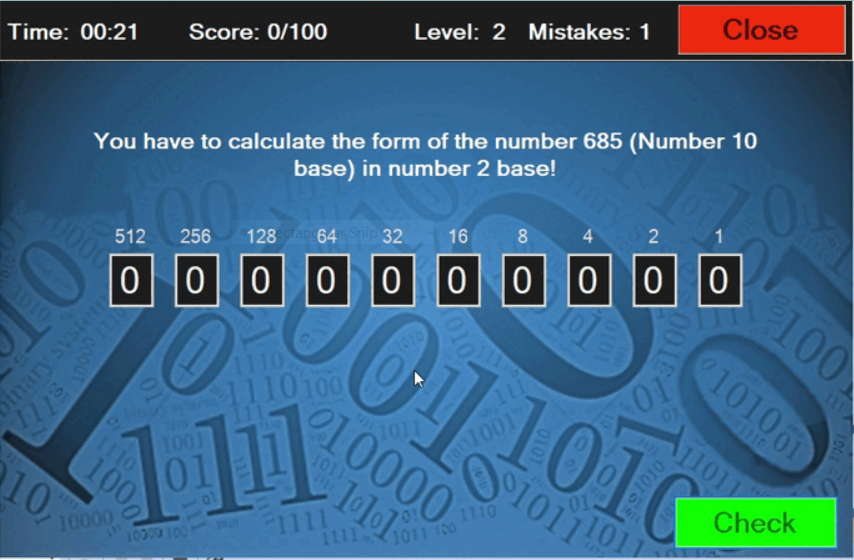 Time: 00:21 Score: 0/100 Level: 2 Mistakes: 1 Close
You have to calculate the form of the number 685 (Number 10
base) in number 2 base!
512 256 128 64 32 16 8 4 2 1
0 0 0 0 0 0 0 0 0 0
Check